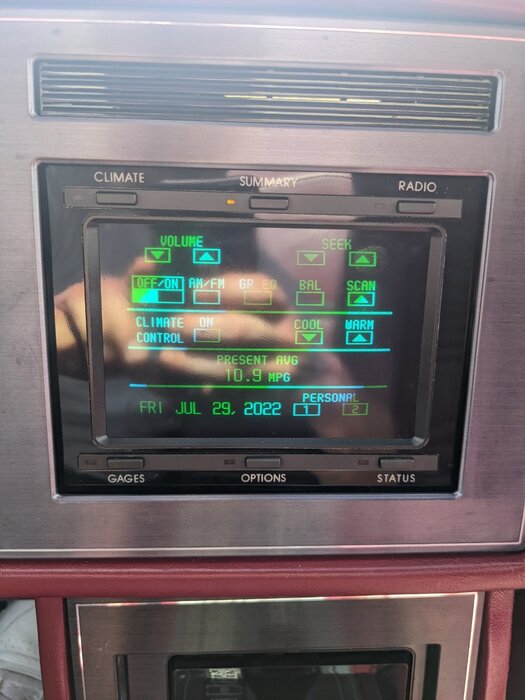 CLIMATE SUMMARY RADIO
VOLUME SEEK
OFF/ON AM/FM GR EQ BAL SCAN
CLIMATE CONTROL ON COOL WARM
PRESENT AVG
10.9 MPG
FRI JUL 29, 2022 PERSONAL 1 2
GAGES OPTIONS STATUS